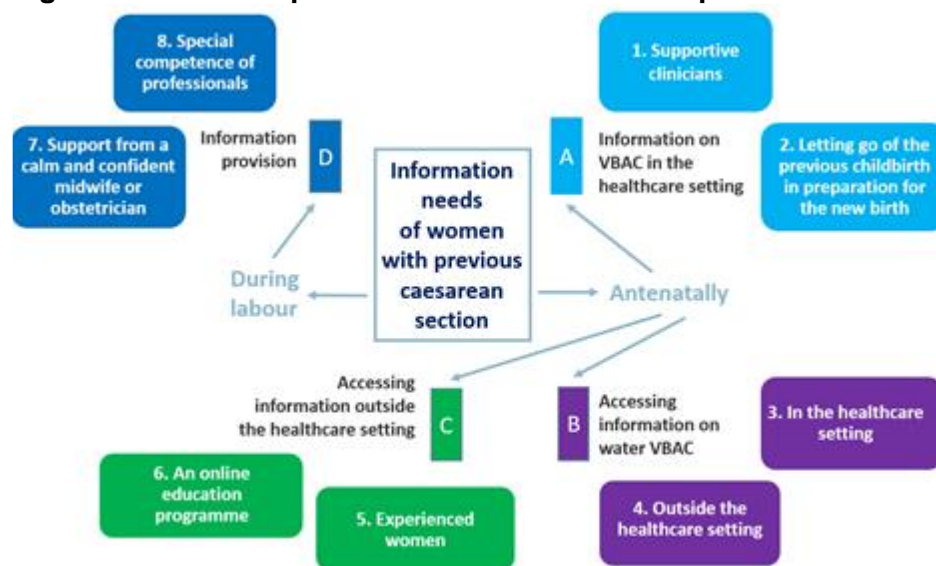 8. Special
competence of
professionals
1. Supportive
clinicians
7. Support from a
calm and confident
midwife or
obstetrician
Information
provision
D
Information
needs
of women
with previous
caesarean
section
A
Information on
VBAC in the
healthcare setting
2. Letting go of the
previous childbirth
in preparation for
the new birth
During
labour
Antenatally
Accessing
information outside
the healthcare setting
C
B
Accessing
information on
water VBAC
3. In the healthcare
setting
6. An online
education
programme
5. Experienced
women
4. Outside the
healthcare setting